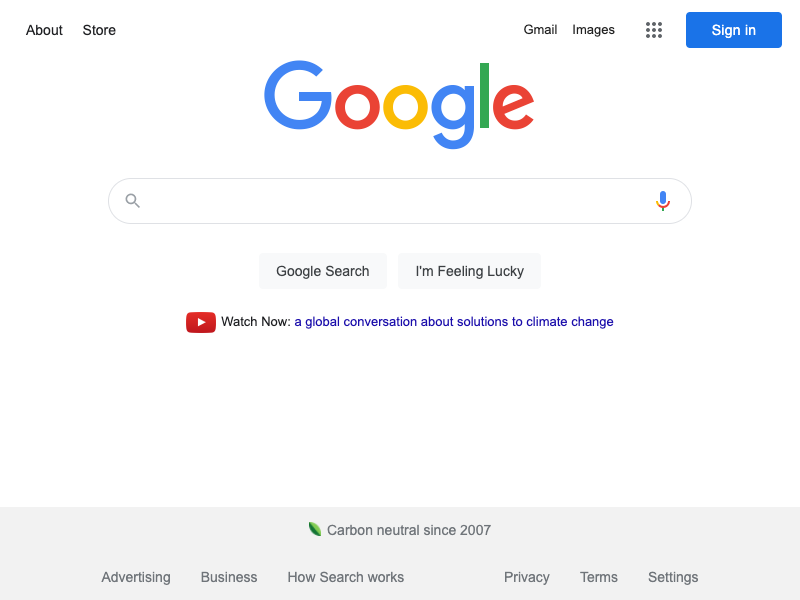 About Store Gmail Images Sign in
Google
Google Search I'm Feeling Lucky
Watch Now: a global conversation about solutions to climate change
Carbon neutral since 2007
Advertising Business How Search works Privacy Terms Settings